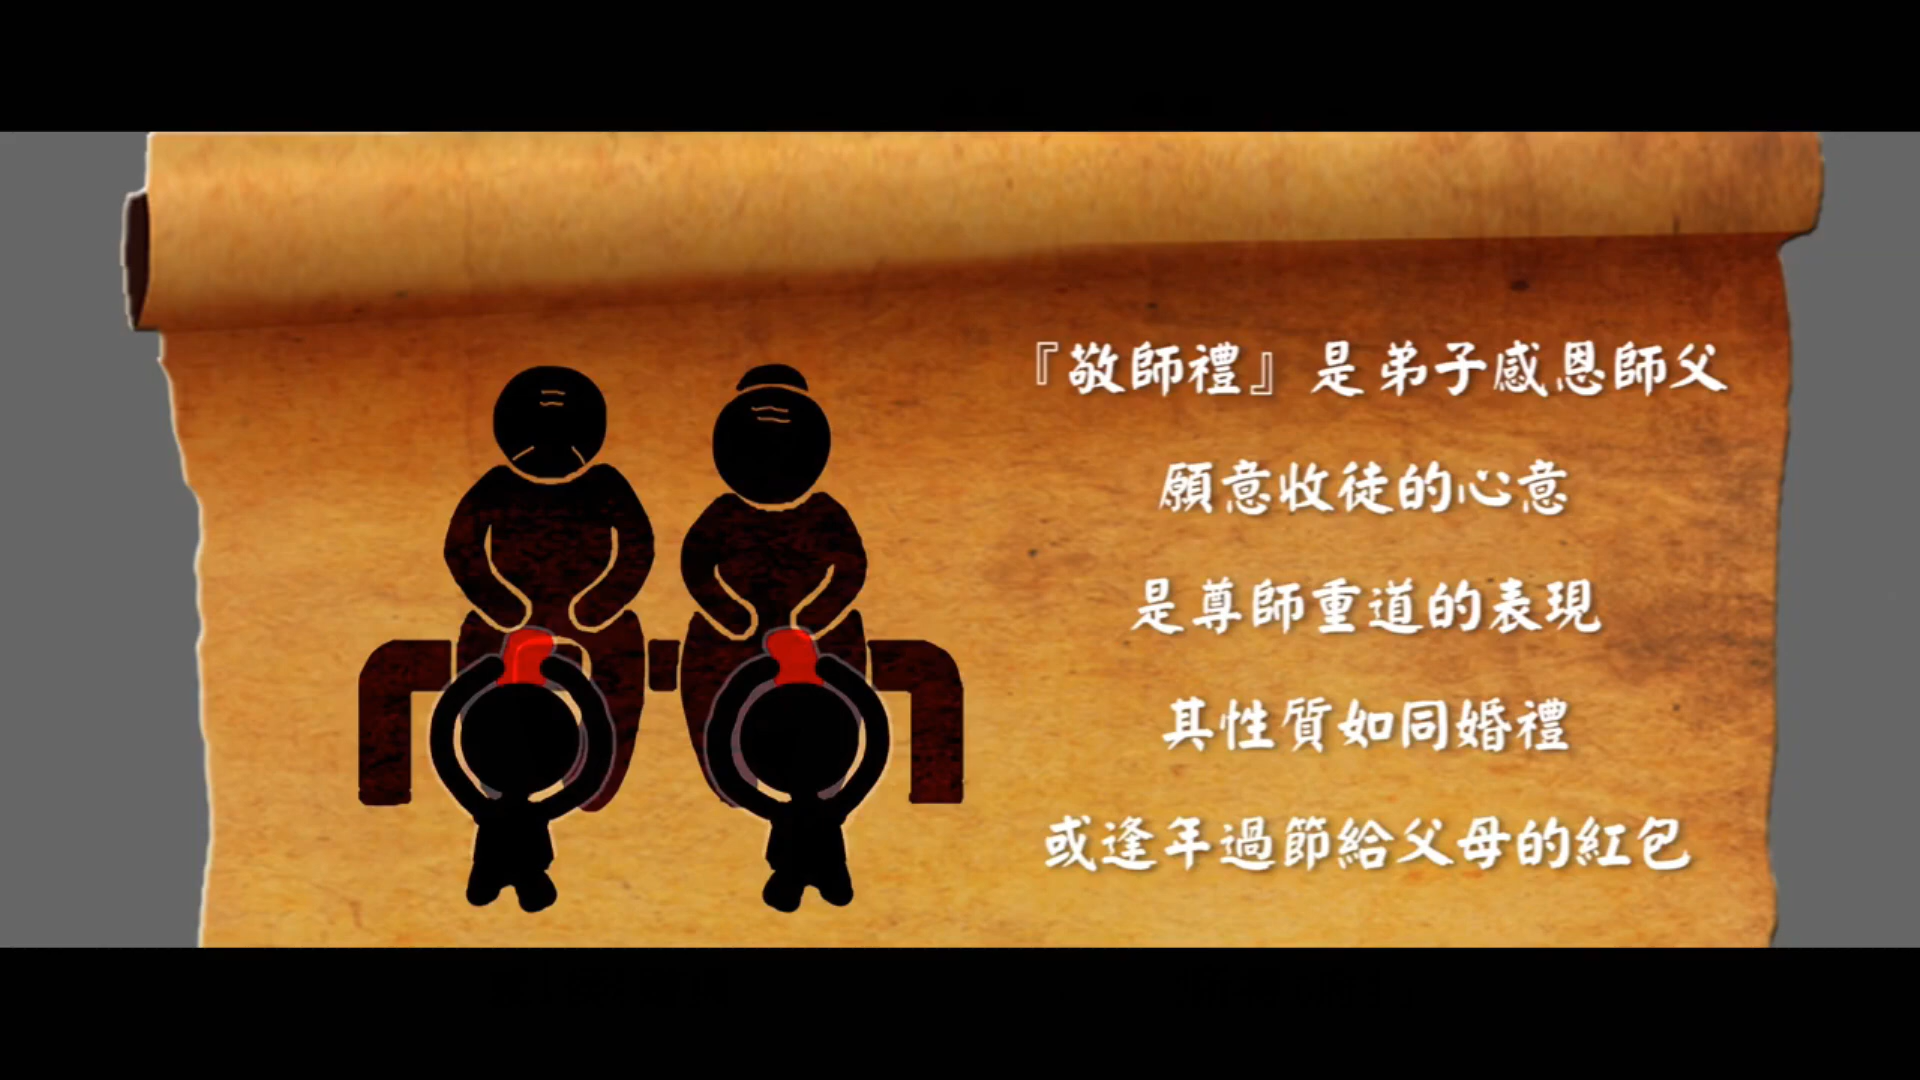 『敬師禮』是弟子感恩師父
願意收徒的心意
是尊師重道的表現
其性質如同婚禮
或逢年過節給父母的紅包